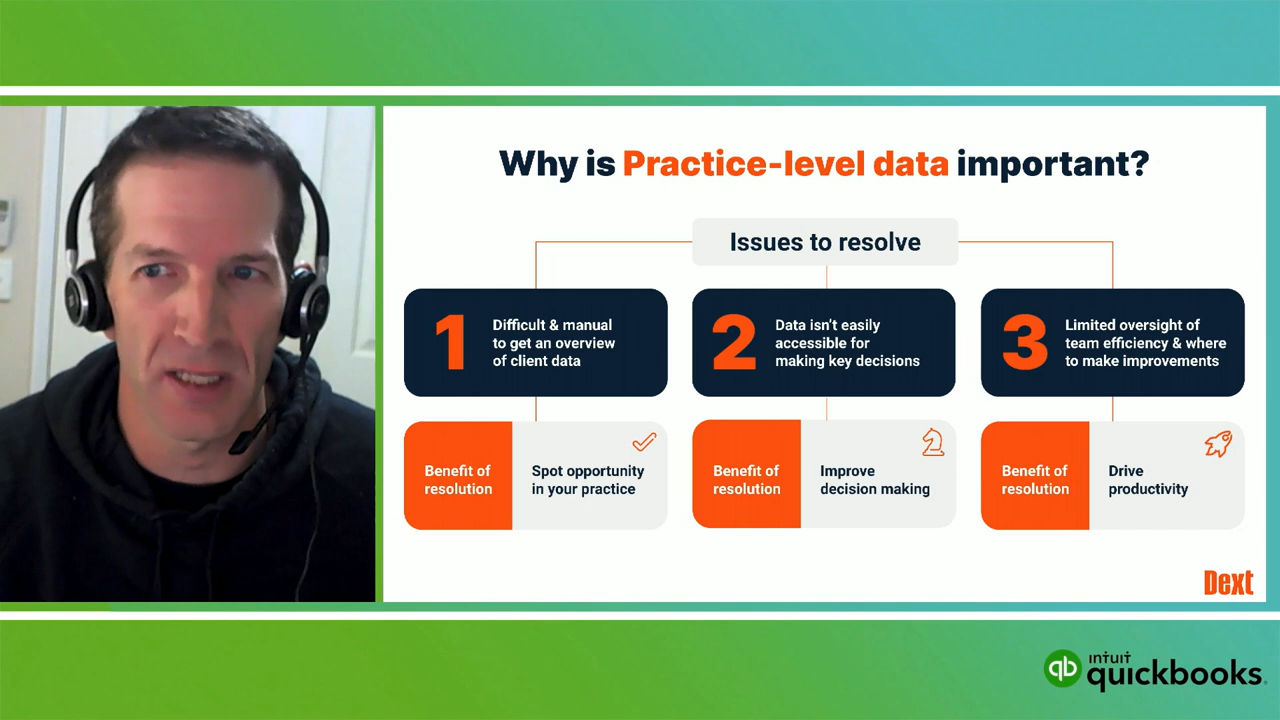 Why is Practice-level data important?
Issues to resolve
1
Difficult & manual
to get an overview
of client data
2
Data isn't easily
accessible for
making key decisions
3
Limited oversight of
team efficiency & where
to make improvements
Benefit of
resolution
Spot opportunity
in your practice
Benefit of
resolution
Improve
decision making
Benefit of
resolution
Drive
productivity
Dext
qb
intuit
quickbooks.